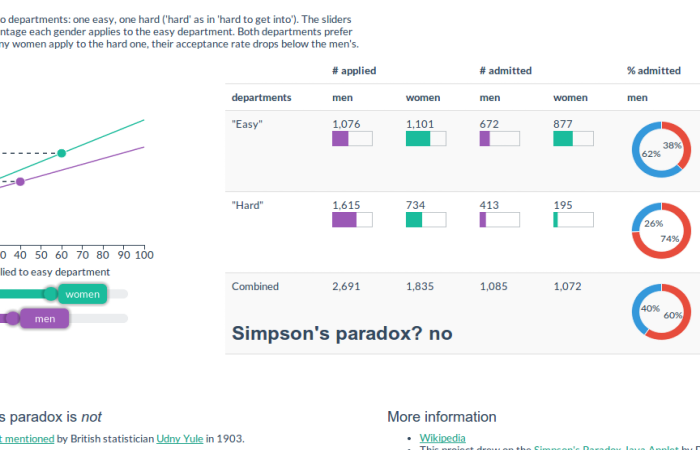 o departments: one easy, one hard ('hard' as in 'hard to get into'). The sliders
ntage each gender applies to the easy department. Both departments prefer
ny women apply to the hard one, their acceptance rate drops below the men's.
# applied # admitted % admitted
departments men women men women men
"Easy" 1,076 1,101 672 877
38%
62%
"Hard" 1,615 734 413 195
26%
74%
0 40 50 60 70 80 90 100
lied to easy department
women
men
Combined 2,691 1,835 1,085 1,072
40%
60%
Simpson's paradox? no
s paradox is not
t mentioned by British statistician Udny Yule in 1903.
More information
Wikipedia
This project drew on the Simpson's Paradox Java Applet by